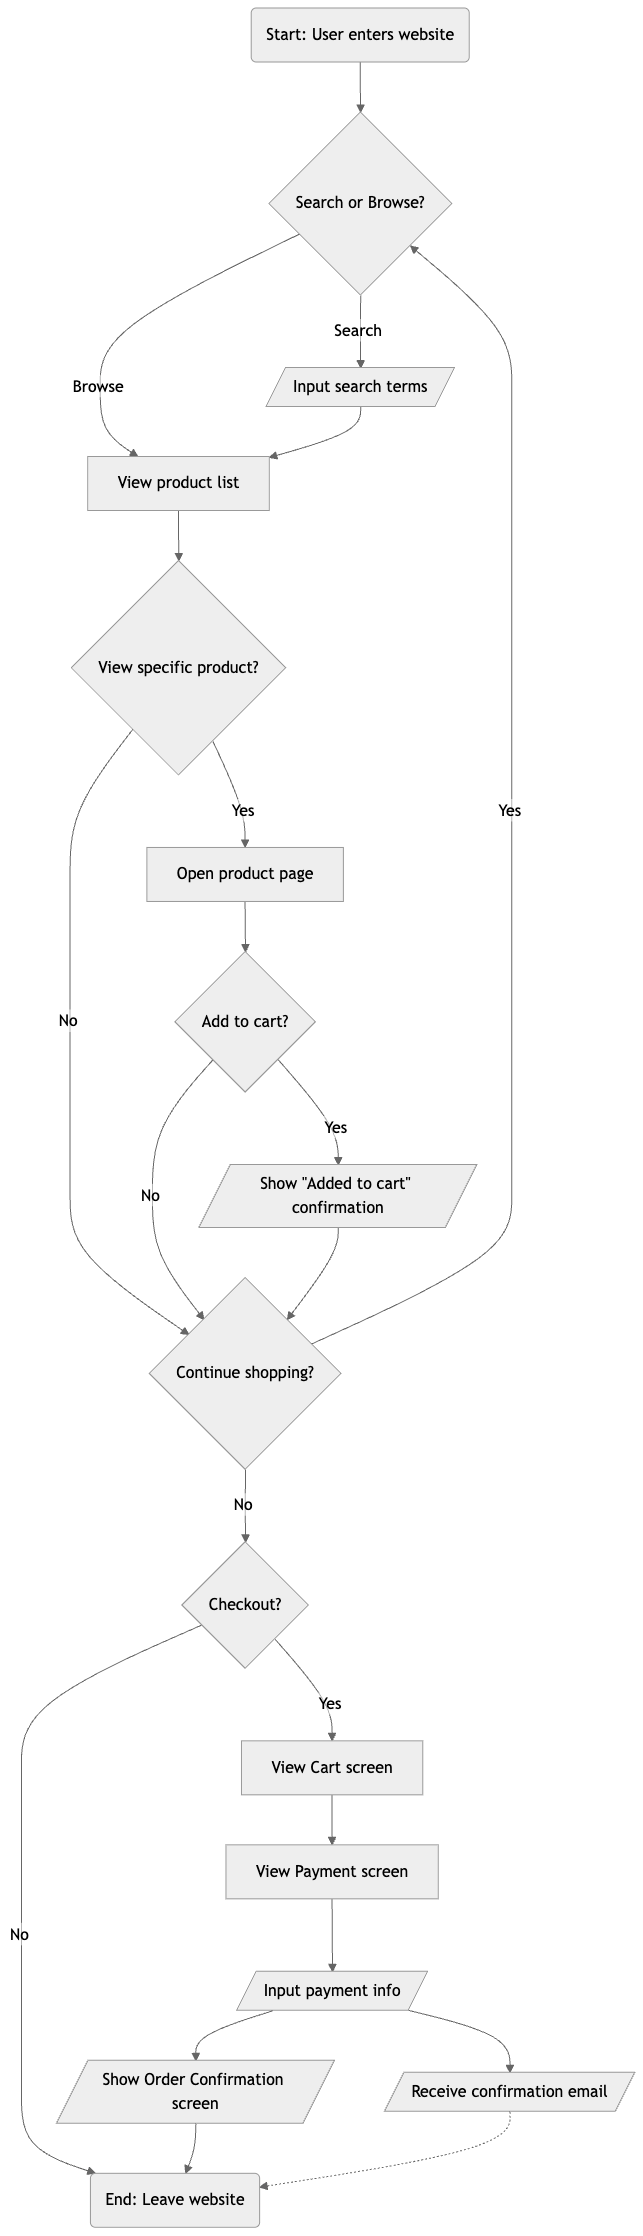 Start: User enters website
Search or Browse?
Search
Browse
Input search terms
View product list
View specific product?
Yes
Yes
Open product page
No
Add to cart?
Yes
No
Show "Added to cart"
confirmation
Continue shopping?
No
Checkout?
Yes
View Cart screen
View Payment screen
No
Input payment info
Show Order Confirmation
screen
Receive confirmation email
End: Leave website